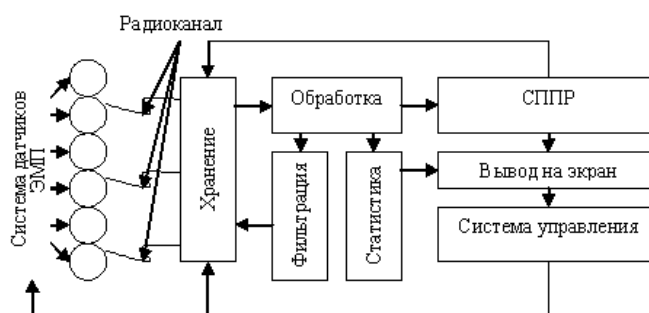 Радиоканал
Система датчиков
ЭМП
Хранение
Обработка
СППР
Фильтрация
Статистика
Вывод на экран
Система управления